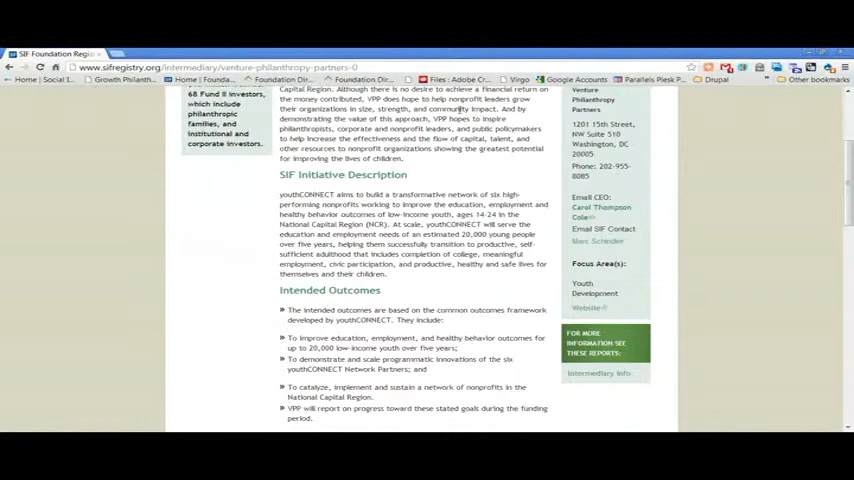 SIF Foundation Regis
www.sifregistry.org/intermediary/venture-philanthropy-partners-0
Home | Social I
Growth Philanth
Home | Fund II
Foundation Dir
Foundation Dir
Files: Adobe Cr
Virgo
Google Accounts
Parallels Plesk P
Drupal
Other bookmarks
68 Fund II investors,
which include
philanthropic
families, and
institutional and
corporate investors.
Capital Region. Although there is no desire to achieve a financial return on
the money contributed, VPP does hope to help nonprofit leaders grow
their organizations in size, strength, and community impact. And by
demonstrating the value of this approach, VPP hopes to inspire
philanthropists, corporate and nonprofit leaders, and public policymakers
to help increase the effectiveness and the flow of capital, talent, and
other resources to nonprofit organizations showing the greatest potential
for improving the lives of children.
SIF Initiative Description
youthCONNECT aims to build a transformative network of six high-
performing nonprofits working to improve the education, employment and
healthy behavior outcomes of low-income youth, ages 14-24 in the
National Capital Region (NCR). At scale, youthCONNECT will serve the
education and employment needs of an estimated 20,000 young people
over five years, helping them successfully transition to productive, self-
sufficient adulthood that includes completion of college, meaningful
employment, civic participation, and productive, healthy and safe lives for
themselves and their children.
Intended Outcomes
» The intended outcomes are based on the common outcomes framework
developed by youthCONNECT. They include:
» To improve education, employment, and healthy behavior outcomes for
up to 20,000 low-income youth over five years;
» To demonstrate and scale programmatic innovations of the six
youthCONNECT Network Partners; and
» To catalyze, implement and sustain a network of nonprofits in the
National Capital Region.
» VPP will report on progress toward these stated goals during the funding
period.
Venture
Philanthropy
Partners
1201 15th Street,
NW Suite 510
Washington, DC
20005
Phone: 202-955-
8085
Email CEO:
Carol Thompson
Cole
Email SIF Contact
Marc Schindler
Focus Area(s):
Youth
Development
Website
FOR MORE
INFORMATION SEE
THESE REPORTS:
Intermediary Info